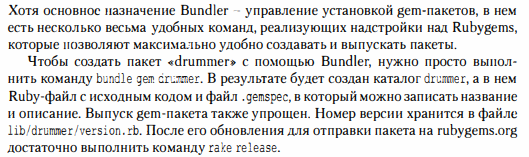 Хотя основное назначение Bundler – управление установкой gem-пакетов, в нем
есть несколько весьма удобных команд, реализующих надстройки над Rubygems,
которые позволяют максимально удобно создавать и выпускать пакеты.
Чтобы создать пакет «drummer» с помощью Bundler, нужно просто выпол-
нить команду bundle gem drummer. В результате будет создан каталог drummer, а в нем
Ruby-файл с исходным кодом и файл .gemspec, в который можно записать название
и описание. Выпуск gem-пакета также упрощен. Номер версии хранится в файле
lib/drummer/version.rb. После его обновления для отправки пакета на rubygems.org
достаточно выполнить команду rake release.